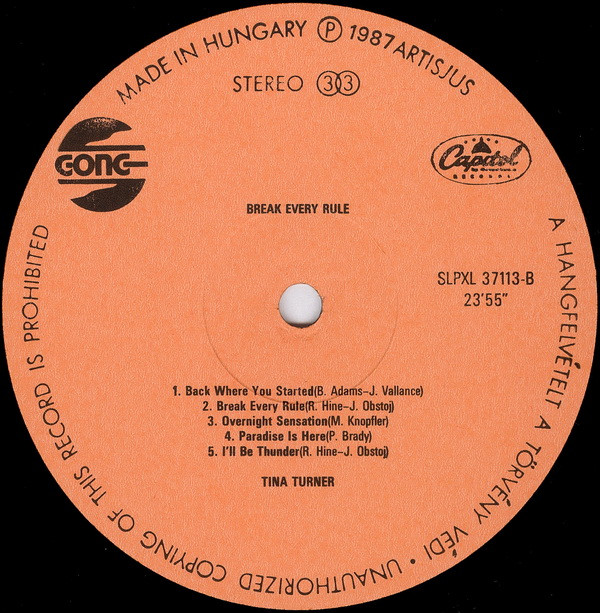 MADE IN HUNGARY Ⓟ 1987 ARTISJUS
STEREO 33
GONG
Capitol
RECORDS
BREAK EVERY RULE
SLPXL 37113-B
23'55"
1. Back Where You Started(B. Adams–J. Vallance)
2. Break Every Rule(R. Hine–J. Obstoj)
3. Overnight Sensation(M. Knopfler)
4. Paradise Is Here(P. Brady)
5. I'll Be Thunder(R. Hine–J. Obstoj)
TINA TURNER
A HANGFELVÉTELT A TÖRVÉNY VÉDI • UNAUTHORIZED COPYING OF THIS RECORD IS PROHIBITED